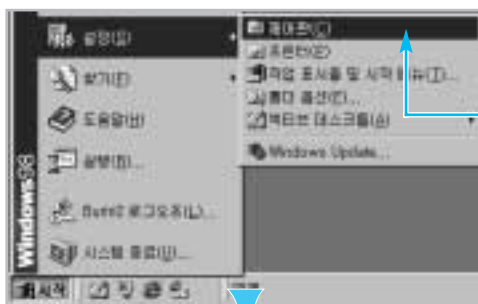 설정(S)
찾기(F)
도움말(H)
실행(R)...
로그오프(L)...
시스템 종료(U)...
Windows98
시작
제어판(C)
프린터(P)
작업 표시줄 및 시작 메뉴(T)...
폴더 옵션(F)...
액티브 데스크톱(A)
Windows Update...